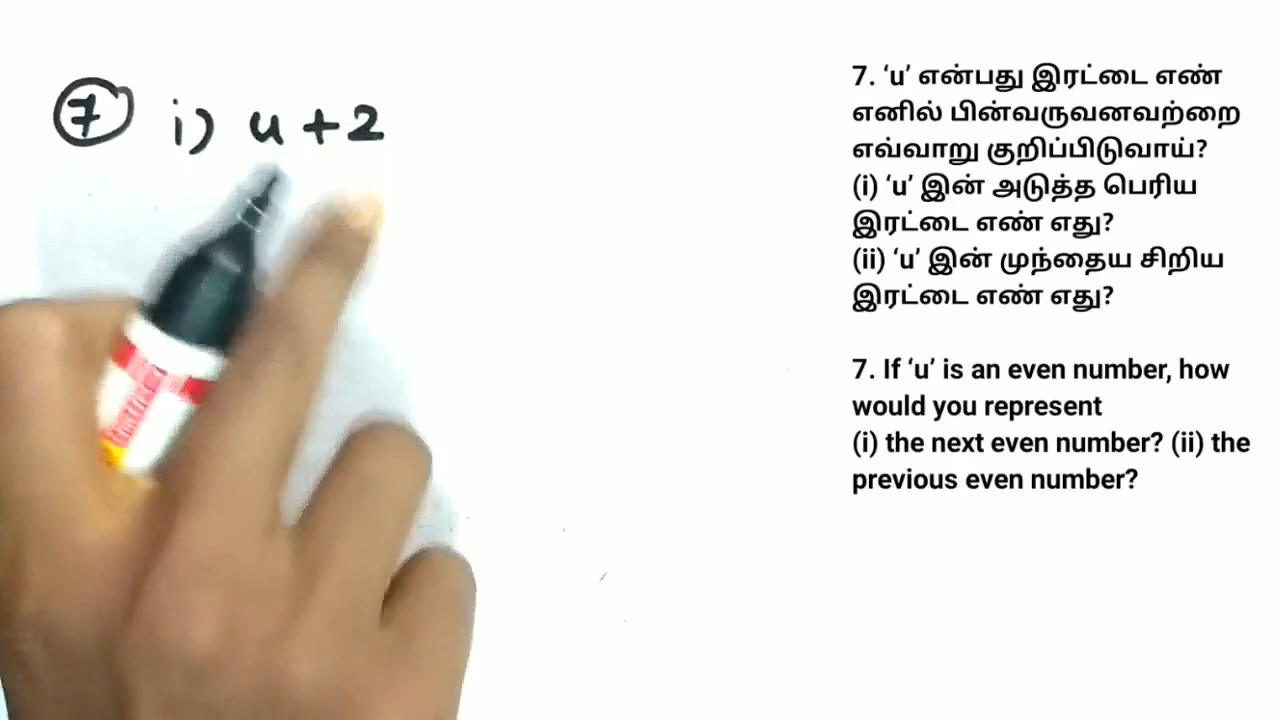 7 i) u + 2
7. ‘u’ என்பது இரட்டை எண்
எனில் பின்வருவனவற்றை
எவ்வாறு குறிப்பிடுவாய்?
(i) ‘u’ இன் அடுத்த பெரிய
இரட்டை எண் எது?
(ii) ‘u’ இன் முந்தைய சிறிய
இரட்டை எண் எது?
7. If ‘u’ is an even number, how
would you represent
(i) the next even number? (ii) the
previous even number?